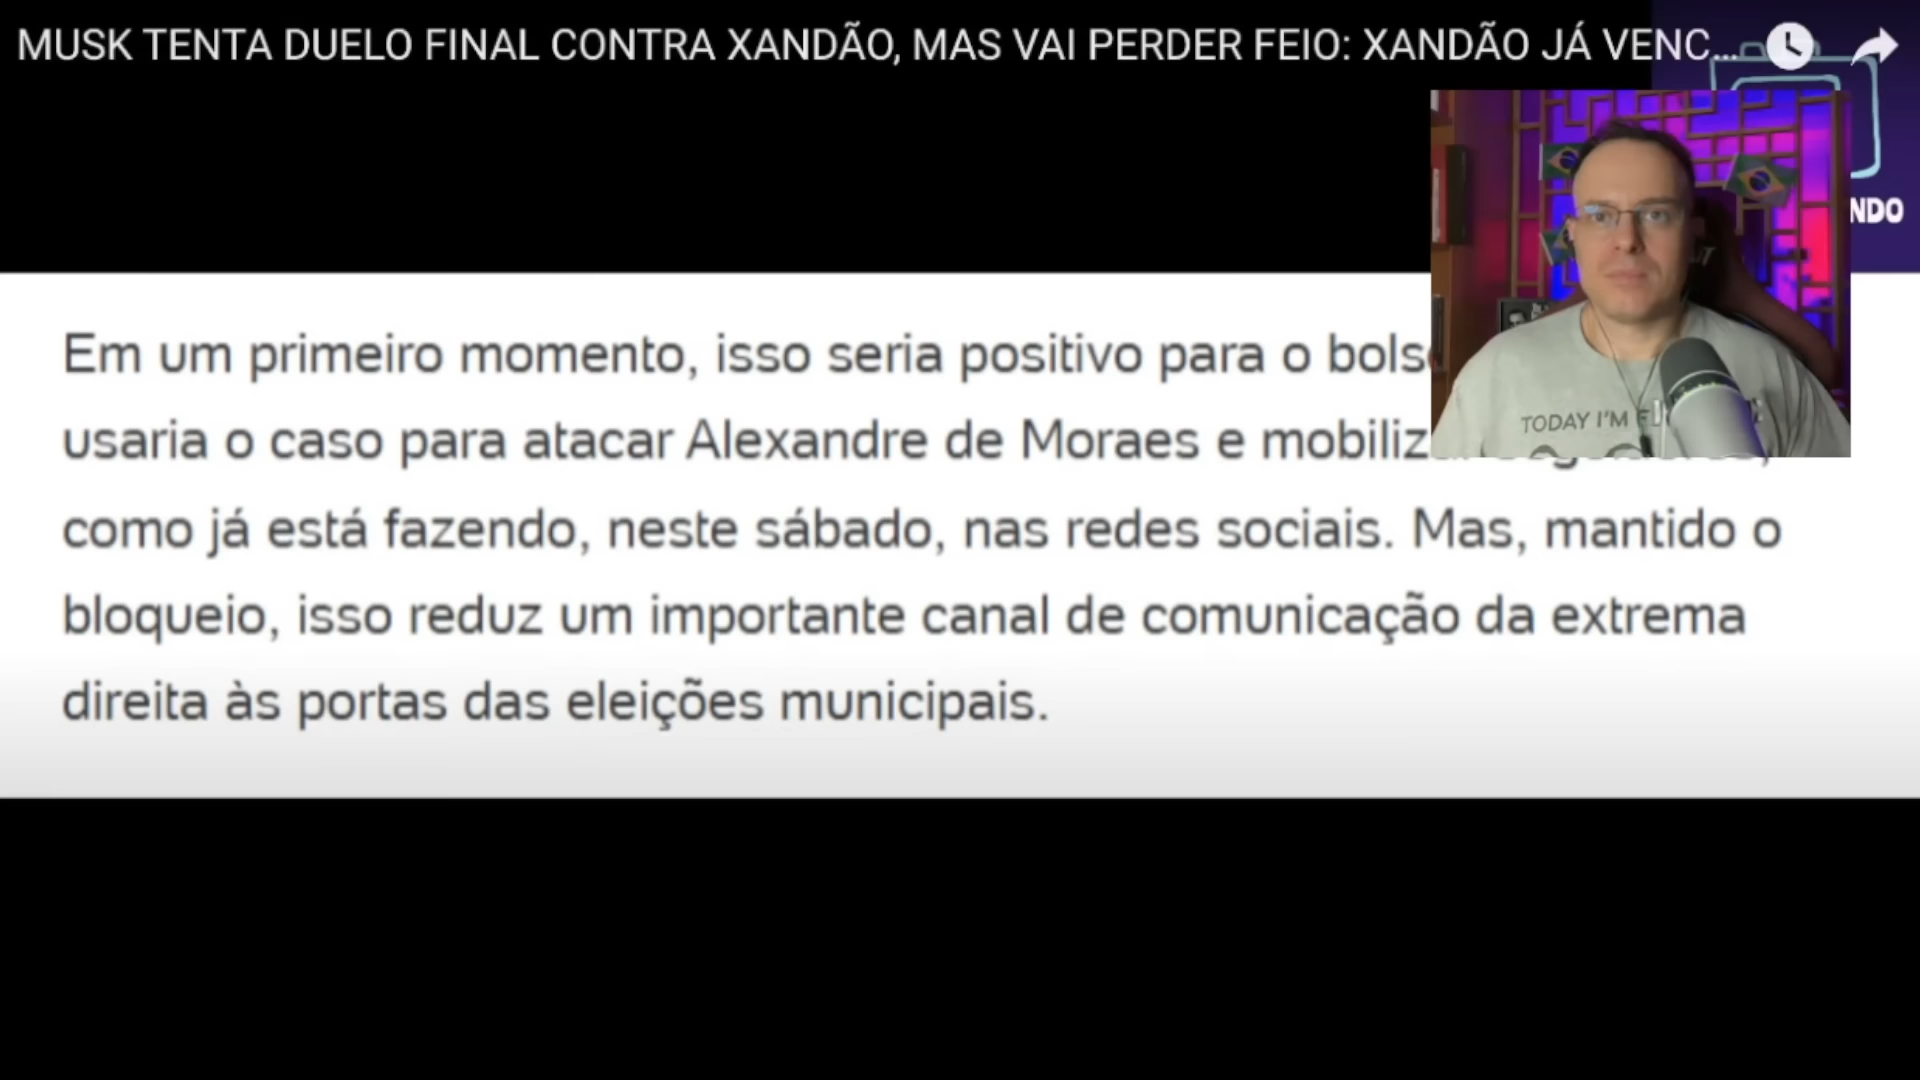 MUSK TENTA DUELO FINAL CONTRA XANDÃO, MAS VAI PERDER FEIO: XANDÃO JÁ VENC...
NDO
TODAY I'M
Em um primeiro momento, isso seria positivo para o bols
usaria o caso para atacar Alexandre de Moraes e mobiliz
como já está fazendo, neste sábado, nas redes sociais. Mas, mantido o
bloqueio, isso reduz um importante canal de comunicação da extrema
direita às portas das eleições municipais.